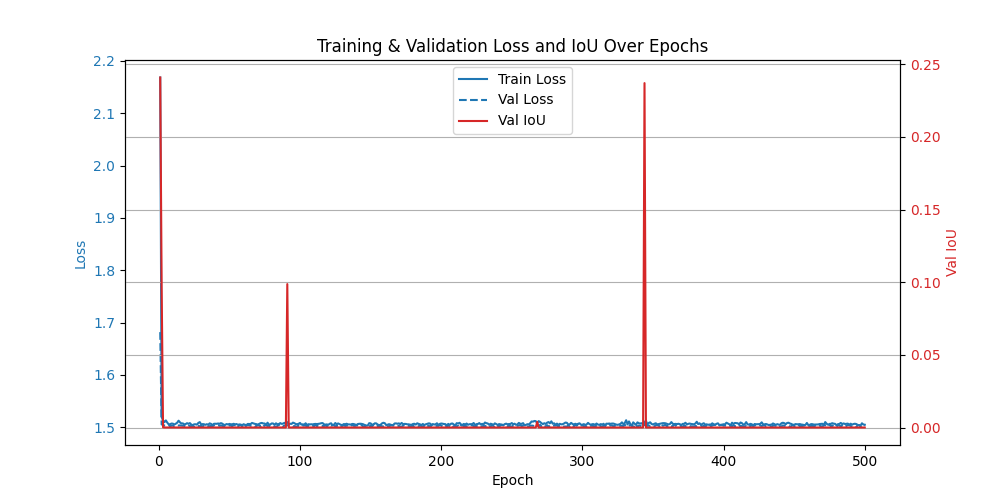 Training & Validation Loss and IoU Over Epochs
Train Loss
Val Loss
Val IoU
2.2
2.1
2.0
1.9
1.8
1.7
1.6
1.5
Loss
0.25
0.20
0.15
0.10
0.05
0.00
Val IoU
0
100
200
300
400
500
Epoch